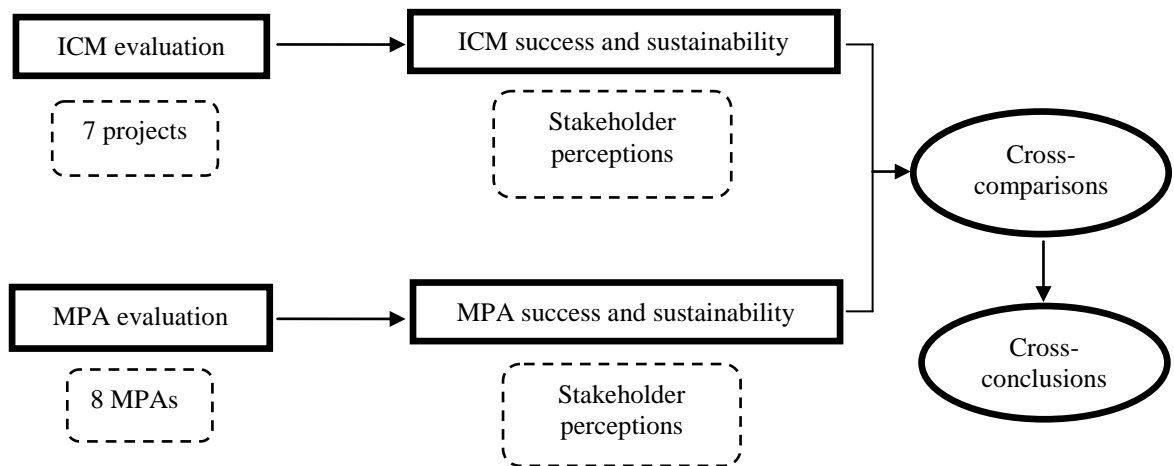 ICM evaluation
ICM success and sustainability
7 projects
Stakeholder
perceptions
Cross-
comparisons
MPA evaluation
MPA success and sustainability
8 MPAs
Stakeholder
perceptions
Cross-
conclusions